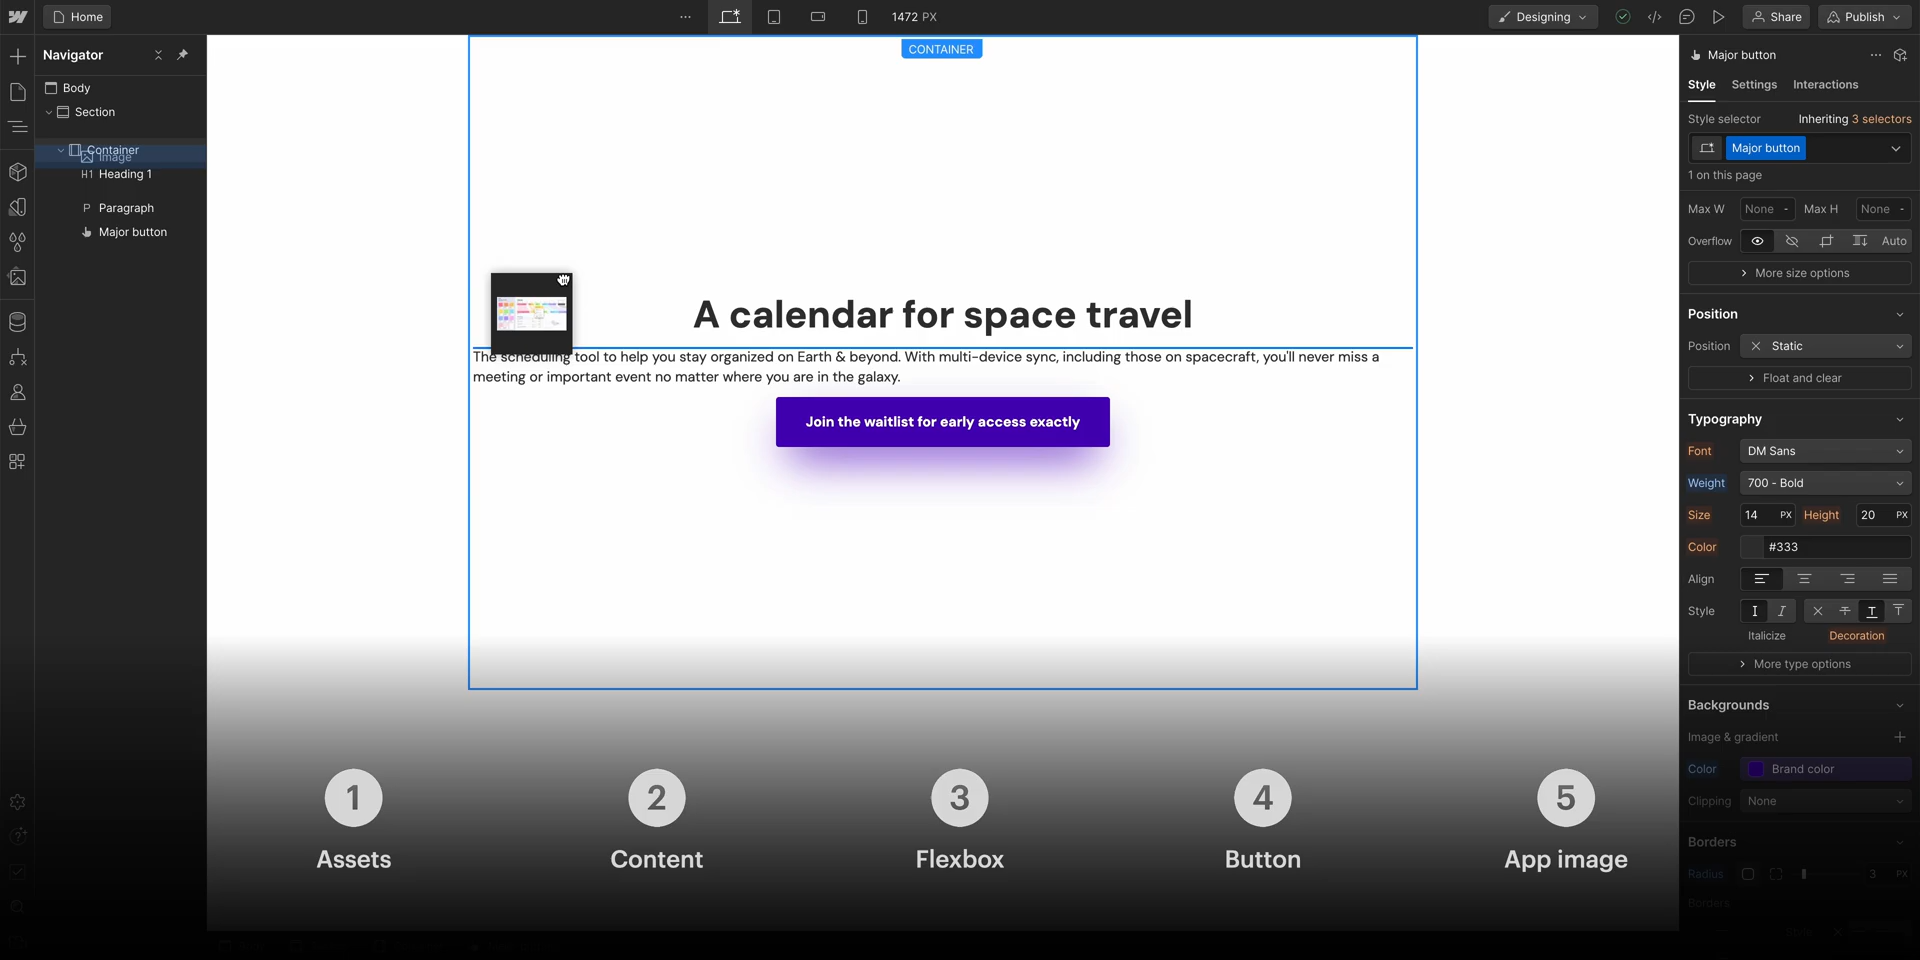 Home
1472 PX
Designing
Share
Publish
Navigator
Body
Section
Container
Image
H1 Heading 1
P Paragraph
Major button
CONTAINER
A calendar for space travel
The scheduling tool to help you stay organized on Earth & beyond. With multi-device sync, including those on spacecraft, you'll never miss a
meeting or important event no matter where you are in the galaxy.
Join the waitlist for early access exactly
1
2
3
4
5
Assets
Content
Flexbox
Button
App image
Major button
Style Settings Interactions
Style selector Inheriting 3 selectors
Major button
1 on this page
Max W None - Max H None -
Overflow Auto
More size options
Position
Position Static
Float and clear
Typography
Font DM Sans
Weight 700 - Bold
Size 14 PX Height 20 PX
Color #333
Align
Style
Italicize Decoration
More type options
Backgrounds
Image & gradient
Color Brand color
Clipping None
Borders
Radius 3 PX
Borders
Style